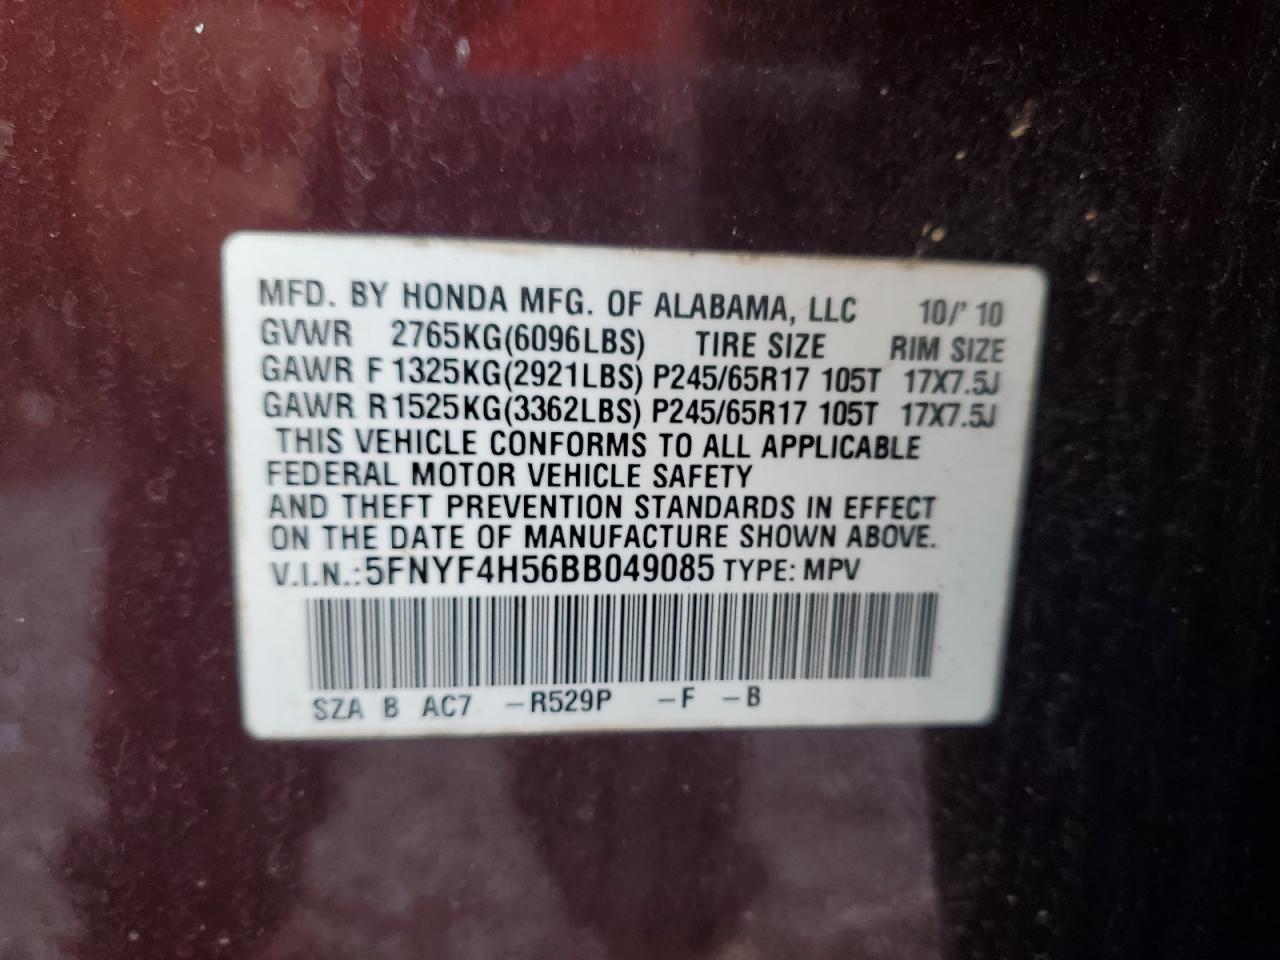 MFD. BY HONDA MFG. OF ALABAMA, LLC 10/'10
GVWR 2765KG(6096LBS) TIRE SIZE RIM SIZE
GAWR F 1325KG(2921LBS) P245/65R17 105T 17X7.5J
GAWR R 1525KG(3362LBS) P245/65R17 105T 17X7.5J
THIS VEHICLE CONFORMS TO ALL APPLICABLE
FEDERAL MOTOR VEHICLE SAFETY
AND THEFT PREVENTION STANDARDS IN EFFECT
ON THE DATE OF MANUFACTURE SHOWN ABOVE.
V.I.N.:5FNYF4H56BB049085 TYPE: MPV
SZA B AC7 -R529P -F -B